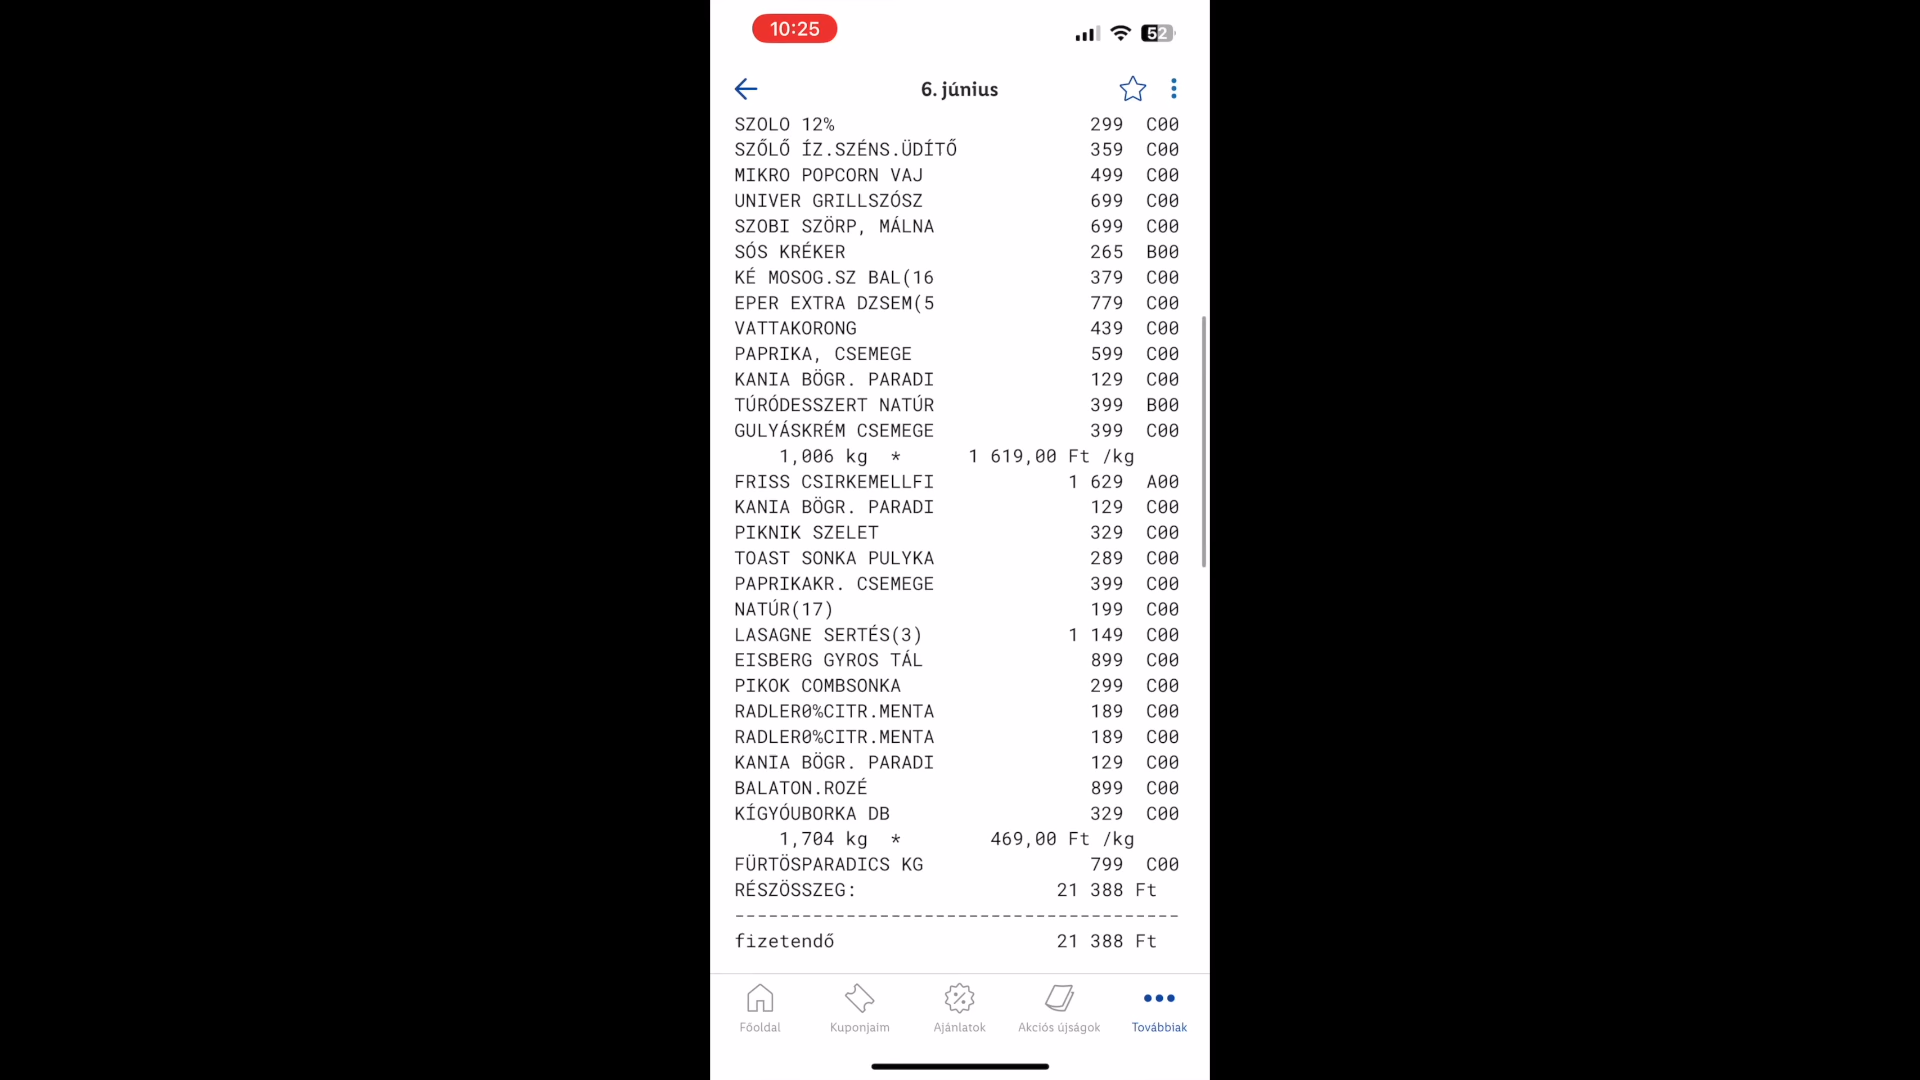 10:25
52
6. június
SZOLO 12% 299 C00
SZŐLŐ ÍZ.SZÉNS.ÜDÍTŐ 359 C00
MIKRO POPCORN VAJ 499 C00
UNIVER GRILLSZÓSZ 699 C00
SZOBI SZÖRP, MÁLNA 699 C00
SÓS KRÉKER 265 B00
KÉ MOSOG.SZ BAL(16 379 C00
EPER EXTRA DZSEM(5 779 C00
VATTAKORONG 439 C00
PAPRIKA, CSEMEGE 599 C00
KANIA BÖGR. PARADI 129 C00
TÚRÓDESSZERT NATÚR 399 B00
GULYÁSKRÉM CSEMEGE 399 C00
1,006 kg * 1 619,00 Ft /kg
FRISS CSIRKEMELLFI 1 629 A00
KANIA BÖGR. PARADI 129 C00
PIKNIK SZELET 329 C00
TOAST SONKA PULYKA 289 C00
PAPRIKAKR. CSEMEGE 399 C00
NATÚR(17) 199 C00
LASAGNE SERTÉS(3) 1 149 C00
EISBERG GYROS TÁL 899 C00
PIKOK COMBSONKA 299 C00
RADLER0%CITR.MENTA 189 C00
RADLER0%CITR.MENTA 189 C00
KANIA BÖGR. PARADI 129 C00
BALATON.ROZÉ 899 C00
KÍGYÓUBORKA DB 329 C00
1,704 kg * 469,00 Ft /kg
FÜRTÖSPARADICS KG 799 C00
RÉSZÖSSZEG: 21 388 Ft
----------------------------------------
fizetendő 21 388 Ft
Főoldal Kuponjaim Ajánlatok Akciós újságok Továbbiak